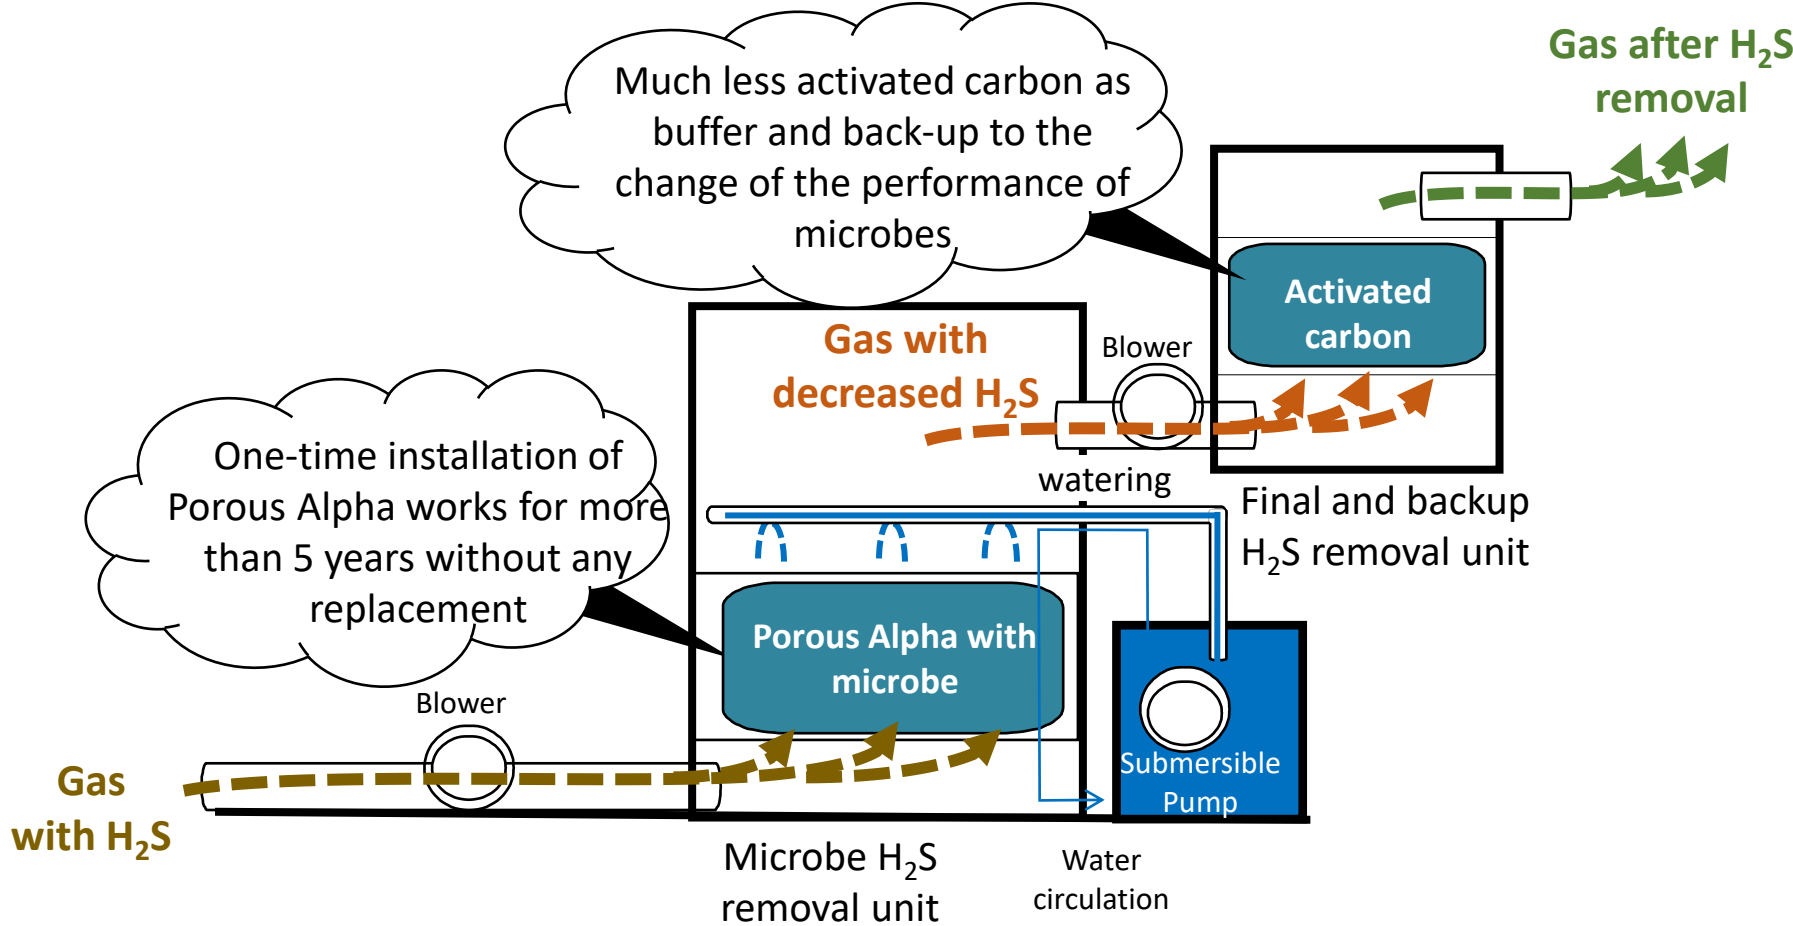 Much less activated carbon as
buffer and back-up to the
change of the performance of
microbes
Gas after H₂S
removal
Activated
carbon
Gas with
decreased H₂S
Blower
watering
Final and backup
H₂S removal unit
One-time installation of
Porous Alpha works for more
than 5 years without any
replacement
Porous Alpha with
microbe
Blower
Gas
with H₂S
Submersible
Pump
Microbe H₂S
removal unit
Water
circulation